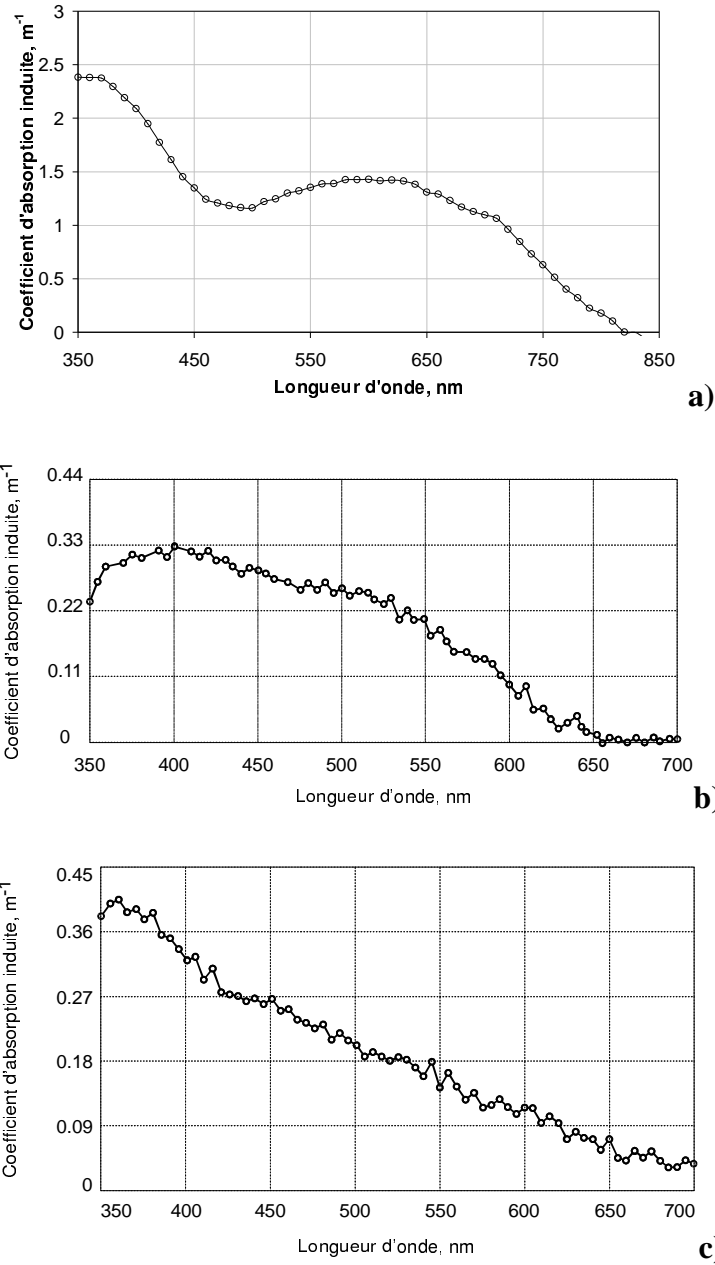 Coefficient d'absorption induite, m-1
3
2.5
2
1.5
1
0.5
0
350 450 550 650 750 850
Longueur d'onde, nm
a)
Coefficient d'absorption induite, m-1
0.44
0.33
0.22
0.11
0
350 400 450 500 550 600 650 700
Longueur d'onde, nm
b)
Coefficient d'absorption induite, m-1
0.45
0.36
0.27
0.18
0.09
0
350 400 450 500 550 600 650 700
Longueur d'onde, nm
c)